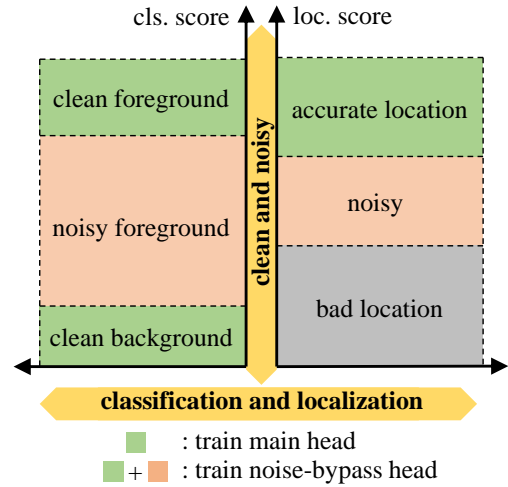 cls. score
loc. score
clean foreground
noisy foreground
clean background
clean and noisy
accurate location
noisy
bad location
classification and localization
: train main head
+ : train noise-bypass head